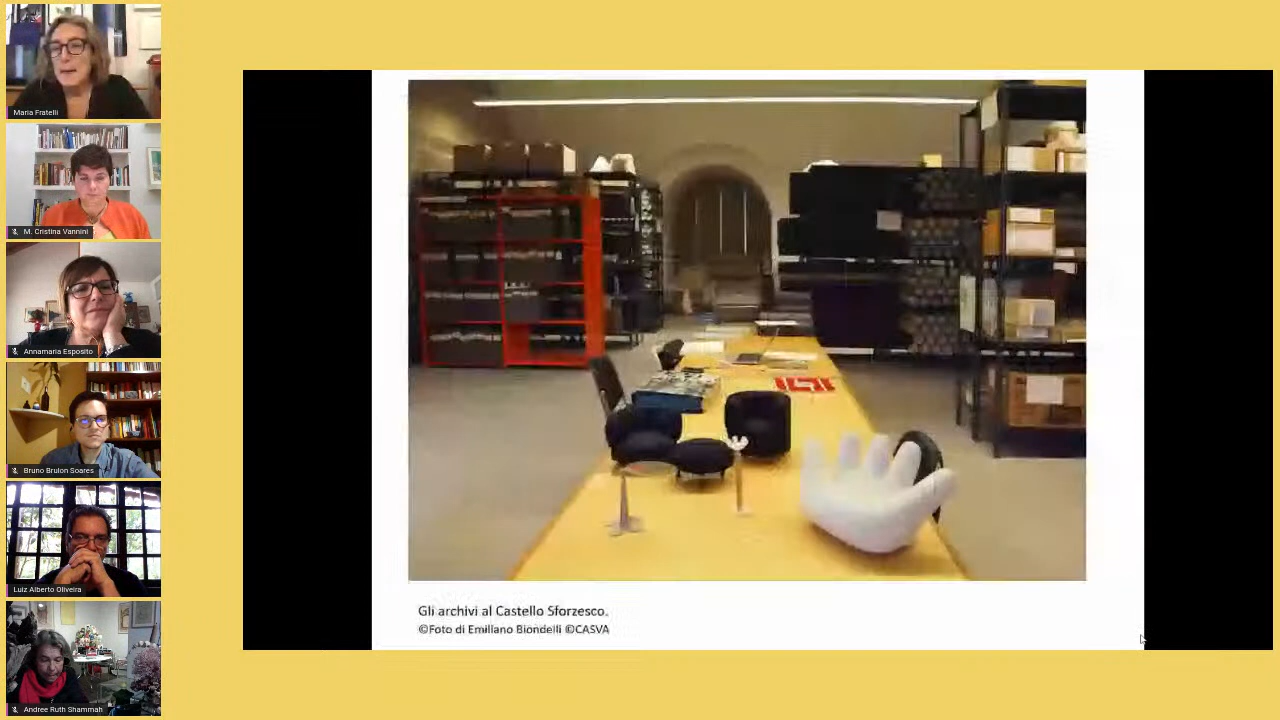 Maria Fratelli
M. Cristina Vannini
Annamaria Esposito
Bruno Brulon Soares
Luiz Alberto Oliveira
Andree Ruth Shammah
Gli archivi al Castello Sforzesco.
©Foto di Emiliano Biondelli ©CASVA